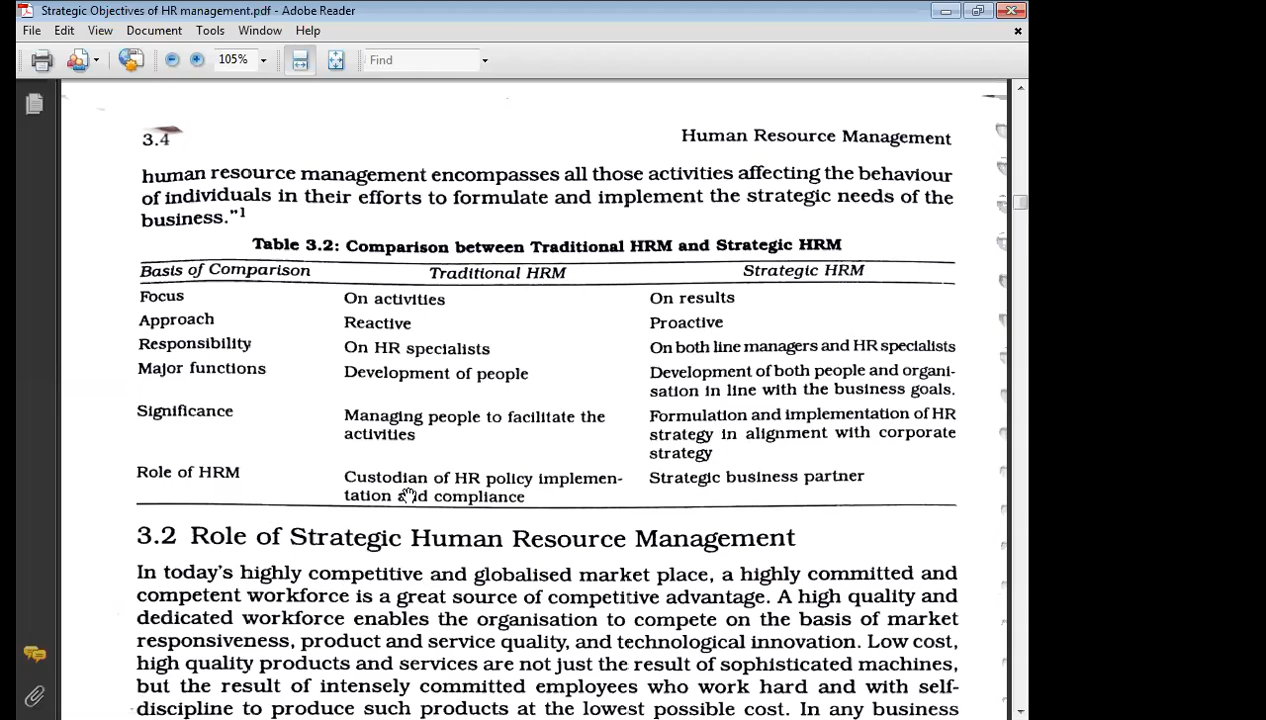 Strategic Objectives of HR management.pdf - Adobe Reader
File Edit View Document Tools Window Help
105% Find
3.4 Human Resource Management
human resource management encompasses all those activities affecting the behaviour
of individuals in their efforts to formulate and implement the strategic needs of the
business."1
Table 3.2: Comparison between Traditional HRM and Strategic HRM
Basis of Comparison Traditional HRM Strategic HRM
Focus On activities On results
Approach Reactive Proactive
Responsibility On HR specialists On both line managers and HR specialists
Major functions Development of people Development of both people and organi-
sation in line with the business goals.
Significance Managing people to facilitate the Formulation and implementation of HR
activities strategy in alignment with corporate
strategy
Role of HRM Custodian of HR policy implemen- Strategic business partner
tation and compliance
3.2 Role of Strategic Human Resource Management
In today's highly competitive and globalised market place, a highly committed and
competent workforce is a great source of competitive advantage. A high quality and
dedicated workforce enables the organisation to compete on the basis of market
responsiveness, product and service quality, and technological innovation. Low cost,
high quality products and services are not just the result of sophisticated machines,
but the result of intensely committed employees who work hard and with self-
discipline to produce such products at the lowest possible cost. In any business